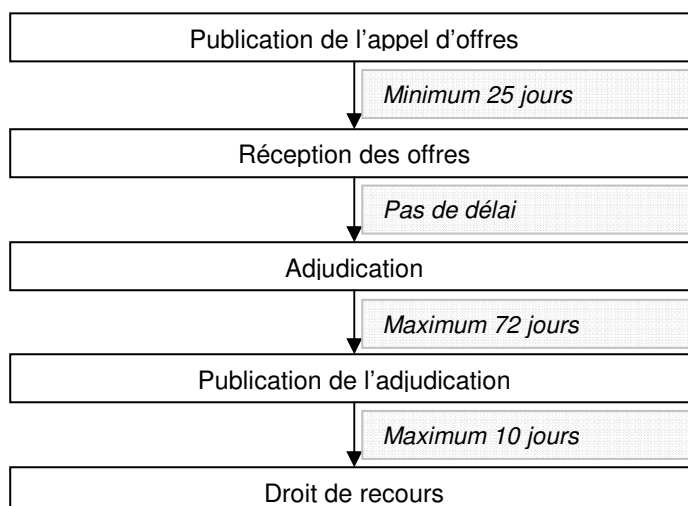 Publication de l'appel d'offres
Minimum 25 jours
Réception des offres
Pas de délai
Adjudication
Maximum 72 jours
Publication de l'adjudication
Maximum 10 jours
Droit de recours